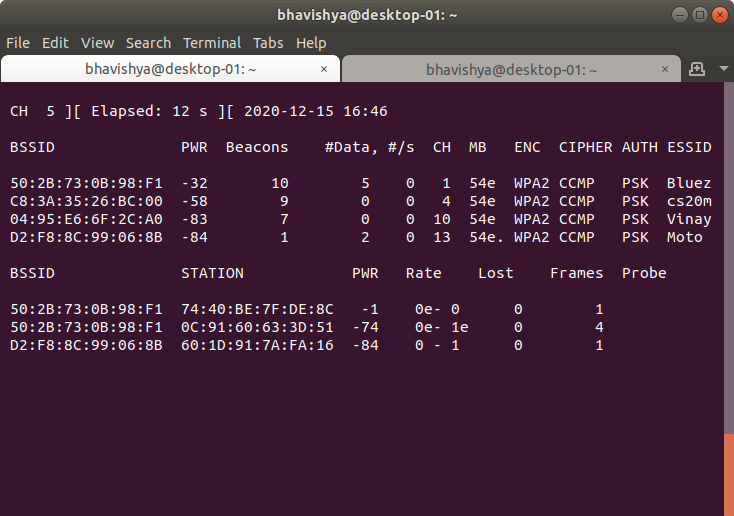 bhavishya@desktop-01: ~
File Edit View Search Terminal Tabs Help
bhavishya@desktop-01: ~ × bhavishya@desktop-01: ~ ×
CH 5 ][ Elapsed: 12 s ][ 2020-12-15 16:46
BSSID PWR Beacons #Data, #/s CH MB ENC CIPHER AUTH ESSID
50:2B:73:0B:98:F1 -32 10 5 0 1 54e WPA2 CCMP PSK Bluez
C8:3A:35:26:BC:00 -58 9 0 0 4 54e WPA2 CCMP PSK cs20m
04:95:E6:6F:2C:A0 -83 7 0 0 10 54e WPA2 CCMP PSK Vinay
D2:F8:8C:99:06:8B -84 1 2 0 13 54e. WPA2 CCMP PSK Moto
BSSID STATION PWR Rate Lost Frames Probe
50:2B:73:0B:98:F1 74:40:BE:7F:DE:8C -1 0e- 0 0 1
50:2B:73:0B:98:F1 0C:91:60:63:3D:51 -74 0e- 1e 0 4
D2:F8:8C:99:06:8B 60:1D:91:7A:FA:16 -84 0 - 1 0 1